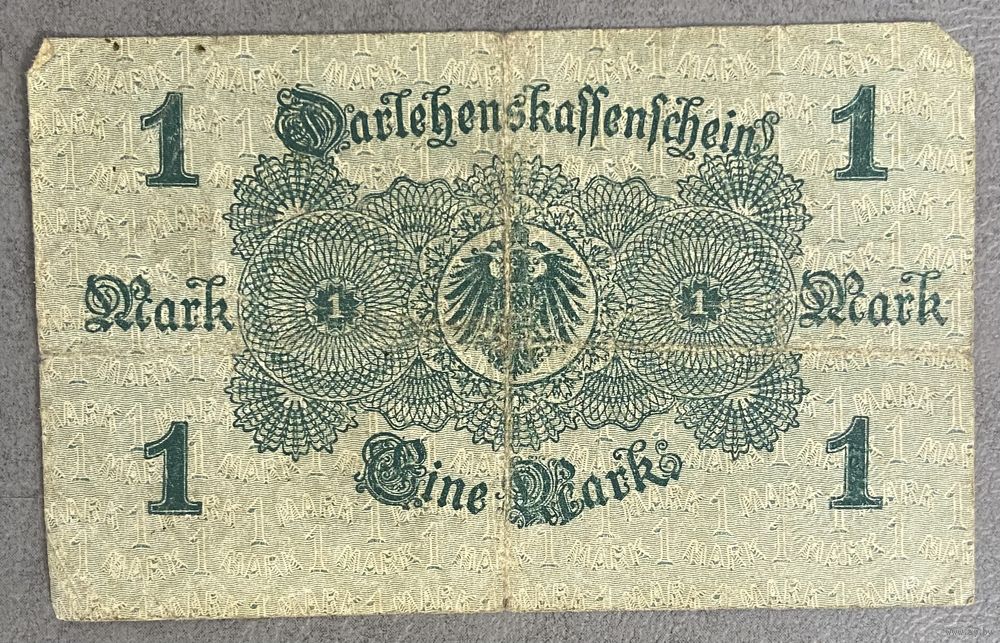 1 Darlehenskassenschein 1
Mark 1 1 Mark
1 Eine Mark 1